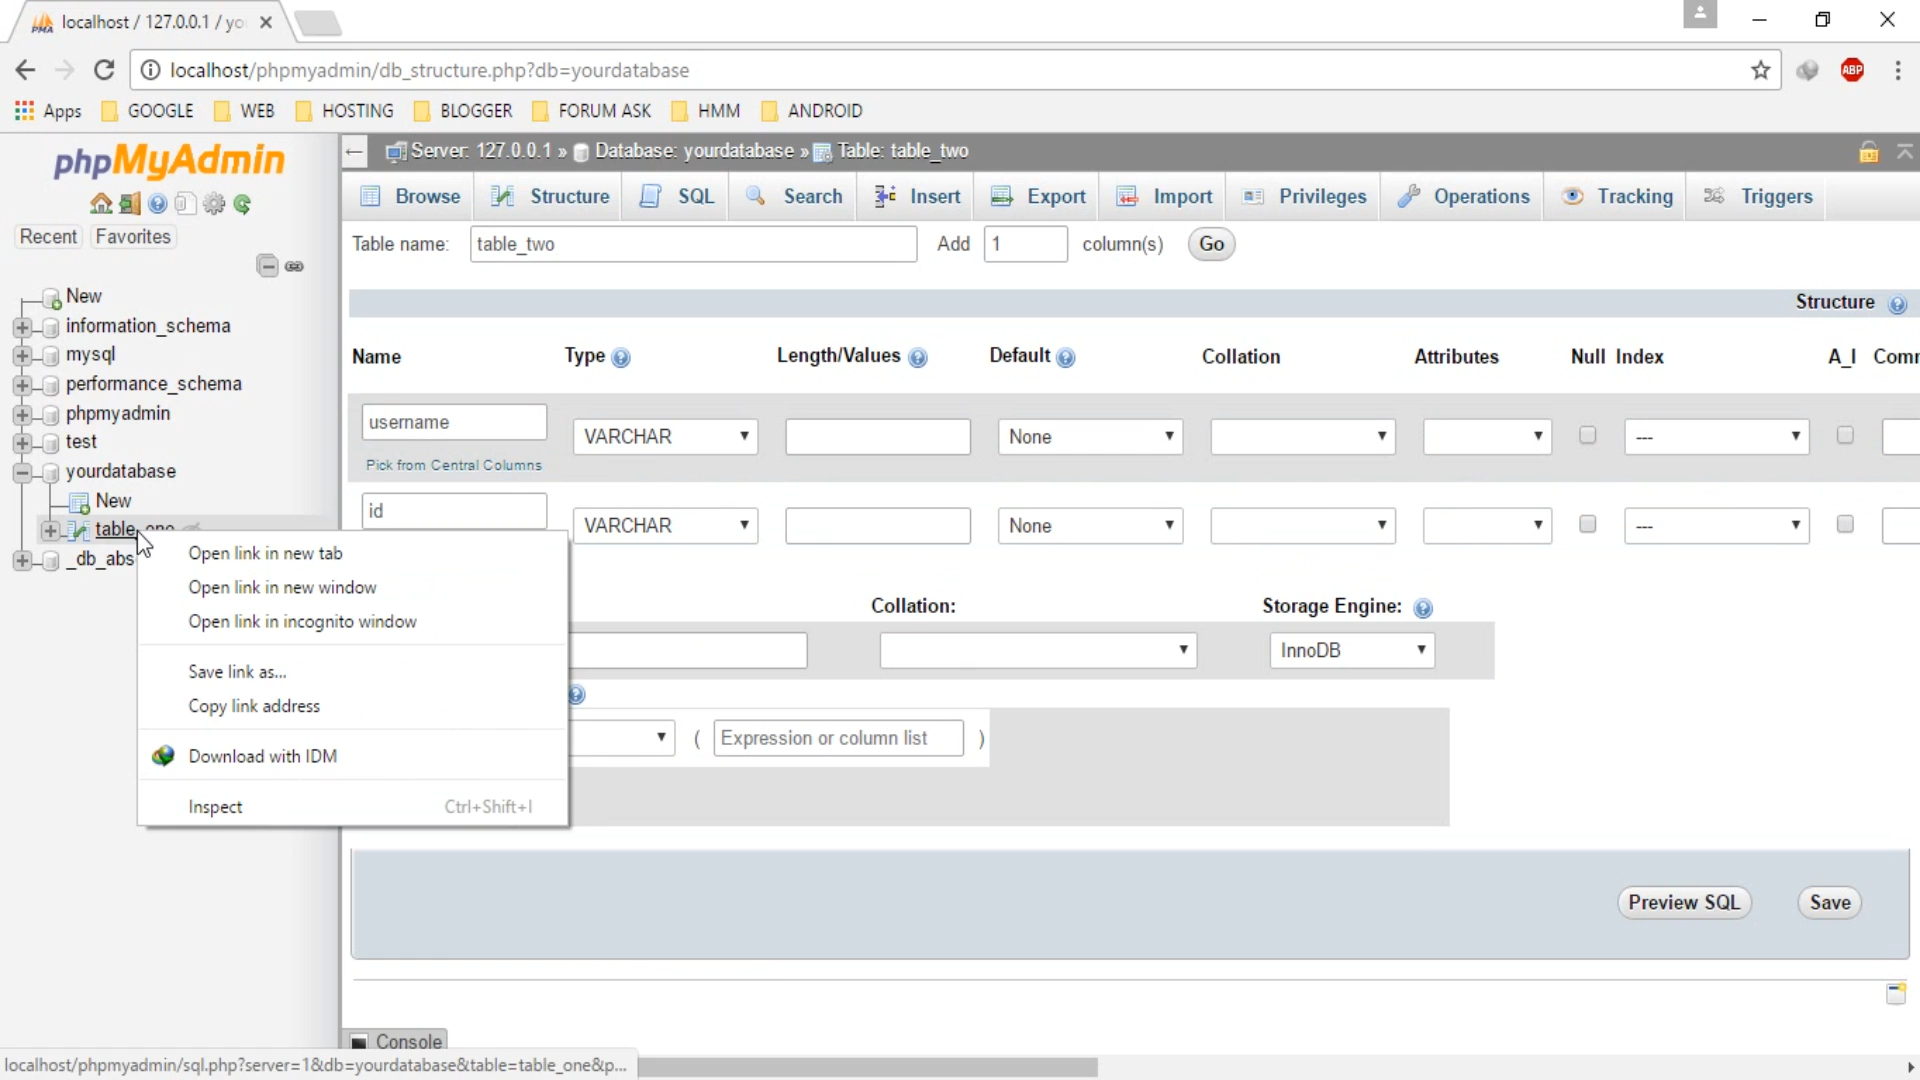 localhost / 127.0.0.1 / yo
localhost/phpmyadmin/db_structure.php?db=yourdatabase
ABP
Apps GOOGLE WEB HOSTING BLOGGER FORUM ASK HMM ANDROID
phpMyAdmin
Recent Favorites
New
information_schema
mysql
performance_schema
phpmyadmin
test
yourdatabase
New
table_one
_db_abs
Server: 127.0.0.1 » Database: yourdatabase » Table: table_two
Browse Structure SQL Search Insert Export Import Privileges Operations Tracking Triggers
Table name: table_two Add 1 column(s) Go
Structure
Name Type Length/Values Default Collation Attributes Null Index A_I Comm
username VARCHAR None ---
Pick from Central Columns
id VARCHAR None ---
Open link in new tab
Open link in new window
Open link in incognito window
Save link as...
Copy link address
Download with IDM
Inspect Ctrl+Shift+I
Collation: Storage Engine:
InnoDB
( Expression or column list )
Preview SQL Save
Console
localhost/phpmyadmin/sql.php?server=1&db=yourdatabase&table=table_one&p...